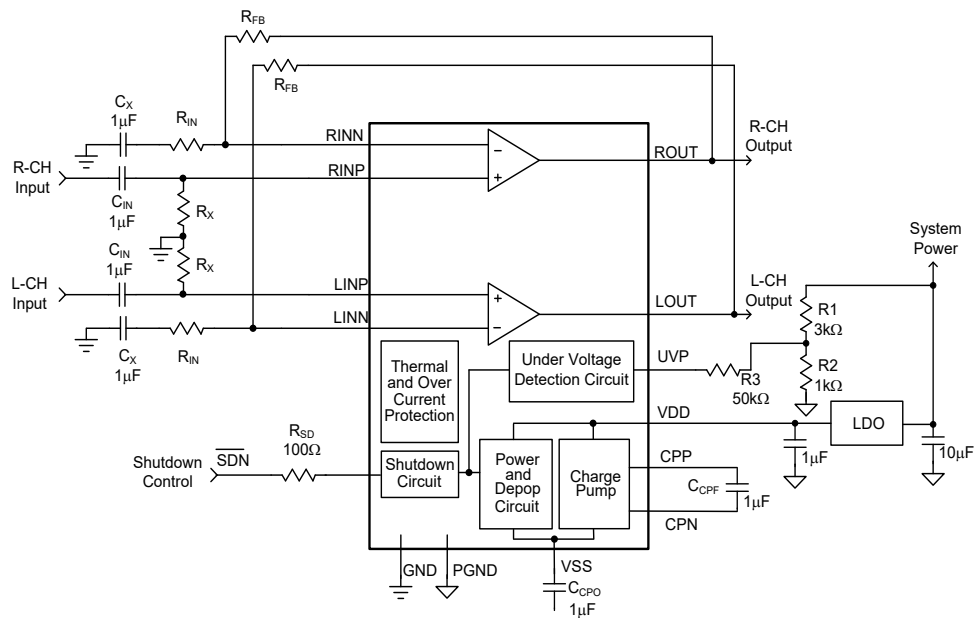 RFB
RFB
CX
1µF
RIN
RINN
R-CH
Input
RINP
CIN
1µF
RX
RX
CIN
1µF
L-CH
Input
LINP
LINN
CX
1µF
RIN
−
+
+
−
ROUT
R-CH
Output
LOUT
L-CH
Output
System
Power
R1
3kΩ
R2
1kΩ
R3
50kΩ
UVP
Thermal
and Over
Current
Protection
Under Voltage
Detection Circuit
VDD
LDO
1µF
10µF
Shutdown
Control
SDN
RSD
100Ω
Shutdown
Circuit
Power
and
Depop
Circuit
Charge
Pump
CPP
CCPF
1µF
CPN
GND
PGND
VSS
CCPO
1µF